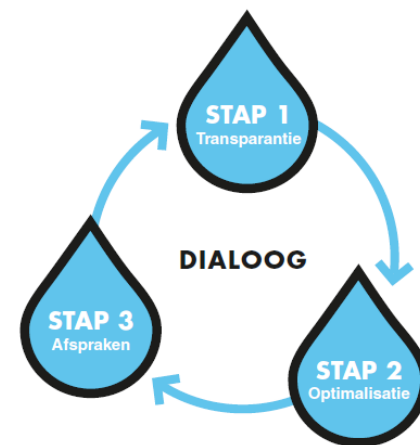 STAP 1
Transparantie
DIALOOG
STAP 2
Optimalisatie
STAP 3
Afspraken